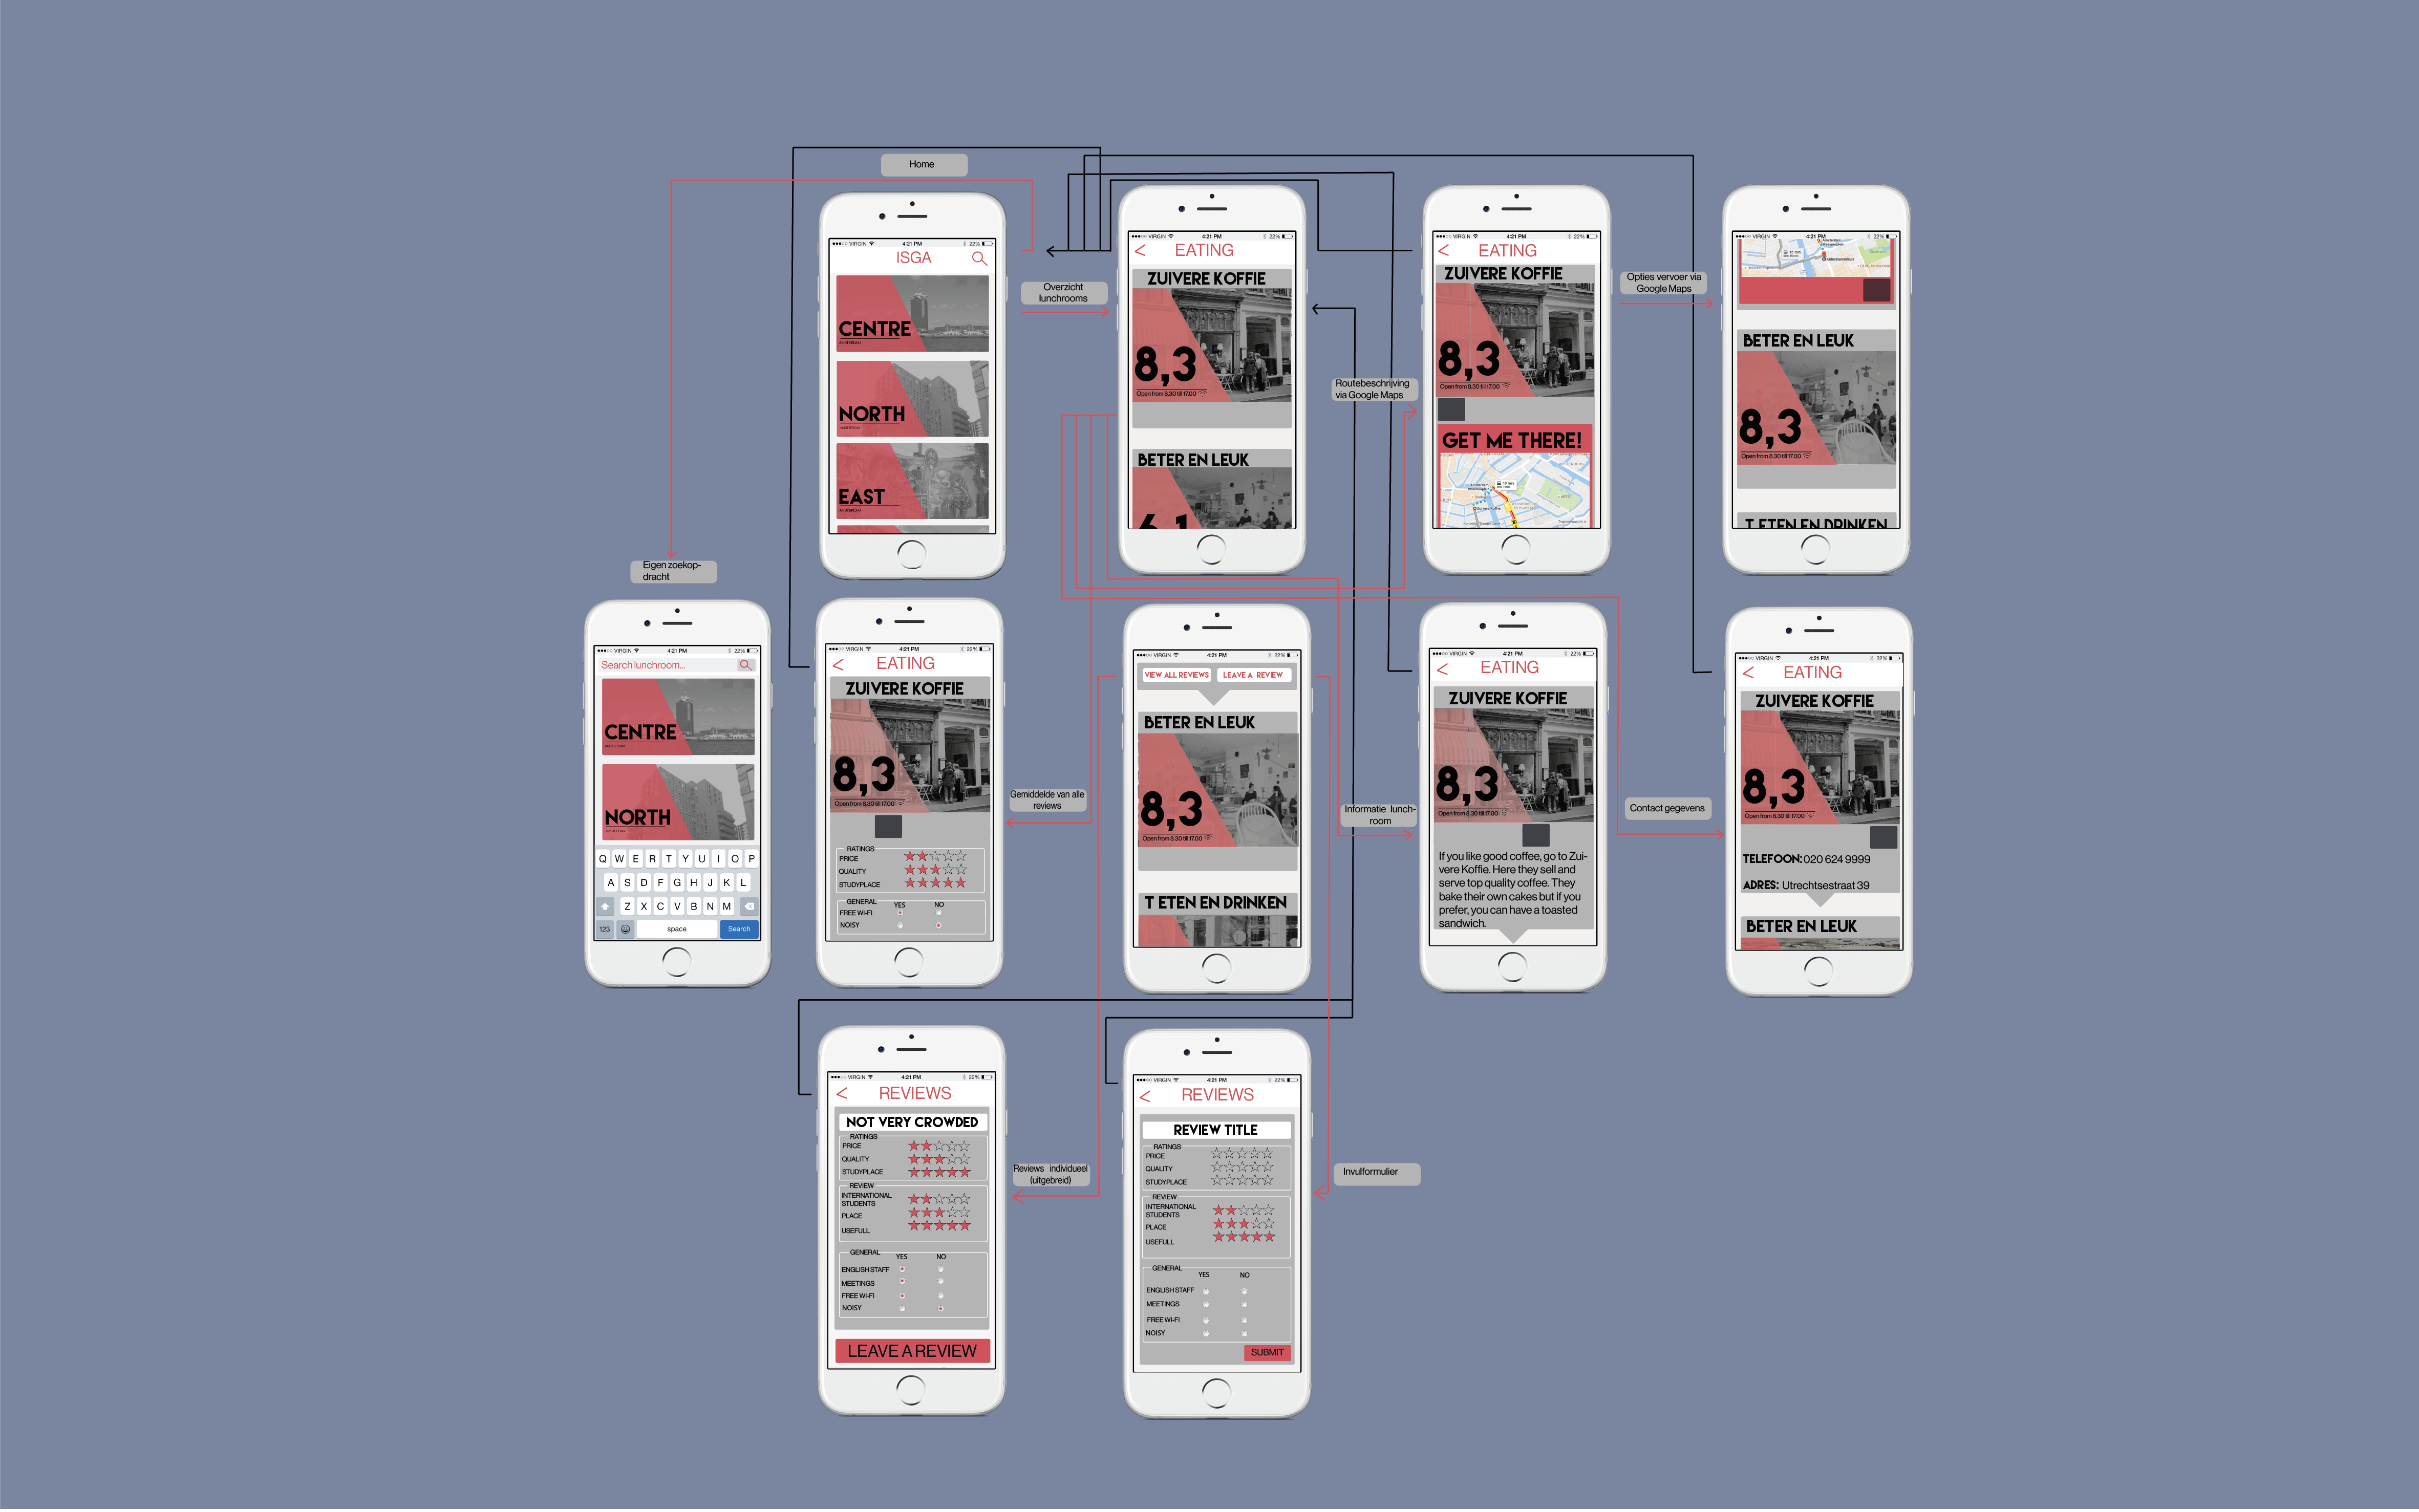 Home
●●●○○ VIRGIN 4:21 PM 22%
ISGA
CENTRE
AMSTERDAM
NORTH
AMSTERDAM
EAST
AMSTERDAM
Overzicht
lunchrooms
●●●○○ VIRGIN 4:21 PM 22%
< EATING
ZUIVERE KOFFIE
8,3
Open from 8.30 till 17.00
BETER EN LEUK
Routebeschrijving
via Google Maps
●●●○○ VIRGIN 4:21 PM 22%
< EATING
ZUIVERE KOFFIE
8,3
Open from 8.30 till 17.00
GET ME THERE!
Opties vervoer via
Google Maps
●●●○○ VIRGIN 4:21 PM 22%
BETER EN LEUK
8,3
Open from 8.30 till 17.00
T ETEN EN DRINKEN
Eigen zoekop-
dracht
●●●○○ VIRGIN 4:21 PM 22%
Search lunchroom...
CENTRE
AMSTERDAM
NORTH
AMSTERDAM
Q W E R T Y U I O P
A S D F G H J K L
Z X C V B N M
123 space Search
●●●○○ VIRGIN 4:21 PM 22%
< EATING
ZUIVERE KOFFIE
8,3
Open from 8.30 till 17.00
RATINGS
PRICE
QUALITY
STUDYPLACE
GENERAL YES NO
FREE WI-FI
NOISY
Gemiddelde van alle
reviews
●●●○○ VIRGIN 4:21 PM 22%
VIEW ALL REVIEWS LEAVE A REVIEW
BETER EN LEUK
8,3
Open from 8.30 till 17.00
T ETEN EN DRINKEN
Informatie lunch-
room
●●●○○ VIRGIN 4:21 PM 22%
< EATING
ZUIVERE KOFFIE
8,3
Open from 8.30 till 17.00
If you like good coffee, go to Zui-
vere Koffie. Here they sell and
serve top quality coffee. They
bake their own cakes but if you
prefer, you can have a toasted
sandwich.
Contact gegevens
●●●○○ VIRGIN 4:21 PM 22%
< EATING
ZUIVERE KOFFIE
8,3
Open from 8.30 till 17.00
TELEFOON: 020 624 9999
ADRES: Utrechtsestraat 39
BETER EN LEUK
●●●○○ VIRGIN 4:21 PM 22%
< REVIEWS
NOT VERY CROWDED
RATINGS
PRICE
QUALITY
STUDYPLACE
REVIEW
INTERNATIONAL
STUDENTS
PLACE
USEFULL
GENERAL YES NO
ENGLISH STAFF
MEETINGS
FREE WI-FI
NOISY
LEAVE A REVIEW
Reviews individueel
(uitgebreid)
●●●○○ VIRGIN 4:21 PM 22%
< REVIEWS
REVIEW TITLE
RATINGS
PRICE
QUALITY
STUDYPLACE
REVIEW
INTERNATIONAL
STUDENTS
PLACE
USEFULL
GENERAL
YES NO
ENGLISH STAFF
MEETINGS
FREE WI-FI
NOISY
SUBMIT
Invulformulier